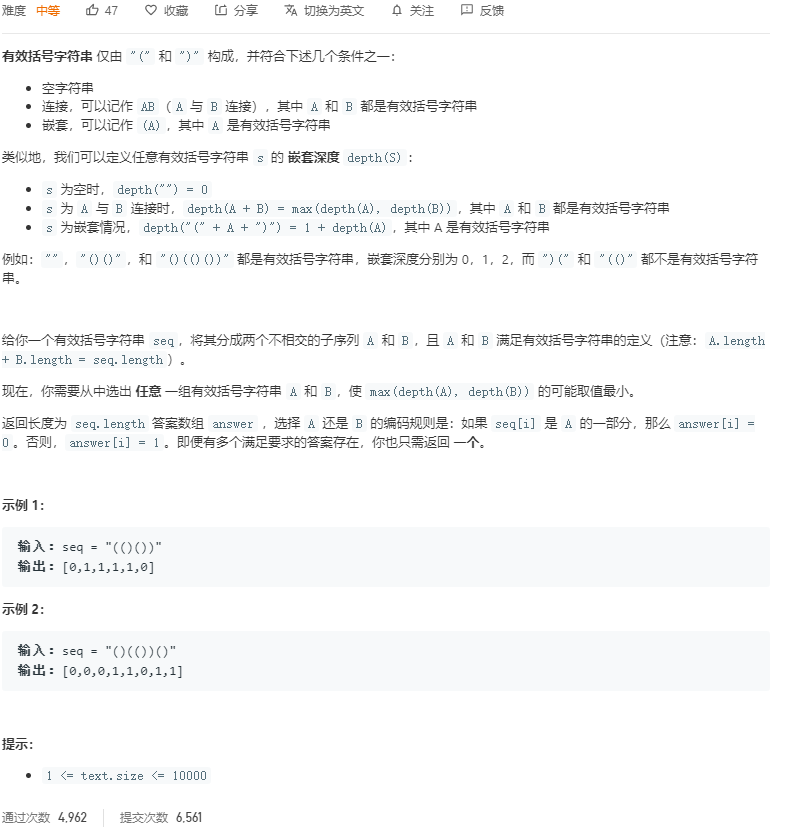 难度 中等 47 收藏 分享 切换为英文 关注 反馈
有效括号字符串 仅由 "(" 和 ")" 构成，并符合下述几个条件之一：
• 空字符串
• 连接，可以记作 AB （ A 与 B 连接），其中 A 和 B 都是有效括号字符串
• 嵌套，可以记作 (A) ，其中 A 是有效括号字符串
类似地，我们可以定义任意有效括号字符串 s 的 嵌套深度 depth(S) ：
• s 为空时， depth("") = 0
• s 为 A 与 B 连接时， depth(A + B) = max(depth(A), depth(B)) ，其中 A 和 B 都是有效括号字符串
• s 为嵌套情况， depth("(" + A + ")") = 1 + depth(A) ，其中 A 是有效括号字符串
例如： "" ， "()()" ，和 "()(()())" 都是有效括号字符串，嵌套深度分别为 0，1，2，而 ")(" 和 "(()" 都不是有效括号字符
串。
给你一个有效括号字符串 seq ，将其分成两个不相交的子序列 A 和 B ，且 A 和 B 满足有效括号字符串的定义（注意： A.length
+ B.length = seq.length ）。
现在，你需要从中选出 任意 一组有效括号字符串 A 和 B ，使 max(depth(A), depth(B)) 的可能取值最小。
返回长度为 seq.length 答案数组 answer ，选择 A 还是 B 的编码规则是：如果 seq[i] 是 A 的一部分，那么 answer[i] =
0 。否则， answer[i] = 1 。即便有多个满足要求的答案存在，你也只需返回 一个。
示例 1：
输入：seq = "(()())"
输出：[0,1,1,1,1,0]
示例 2：
输入：seq = "()(())()"
输出：[0,0,0,1,1,0,1,1]
提示：
• 1 <= text.size <= 10000
通过次数 4,962 提交次数 6,561